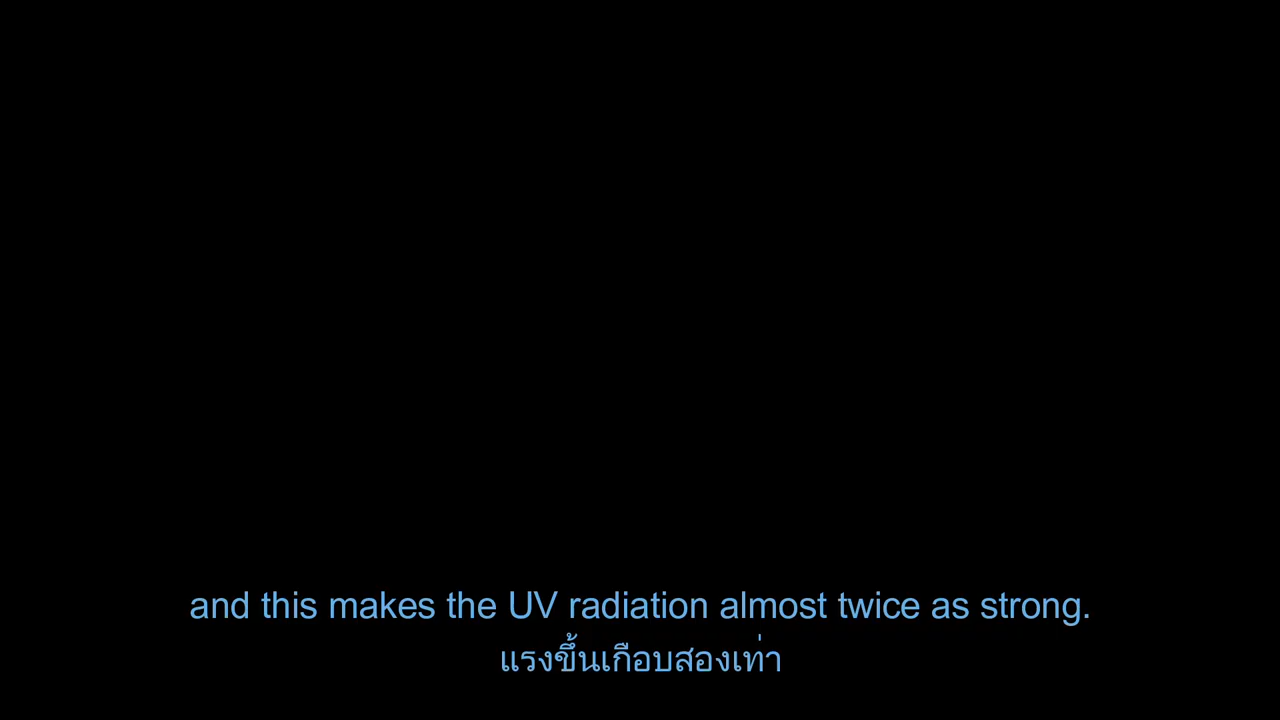 and this makes the UV radiation almost twice as strong.
แรงขึ้นเกือบสองเท่า